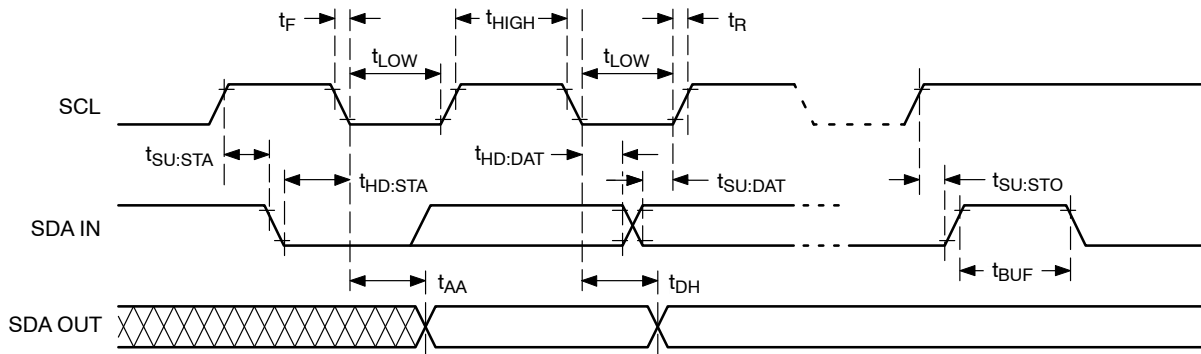 tF
tHIGH
tR
tLOW
tLOW
SCL
tSU:STA
tHD:STA
tHD:DAT
tSU:DAT
tSU:STO
SDA IN
tAA
tDH
tBUF
SDA OUT